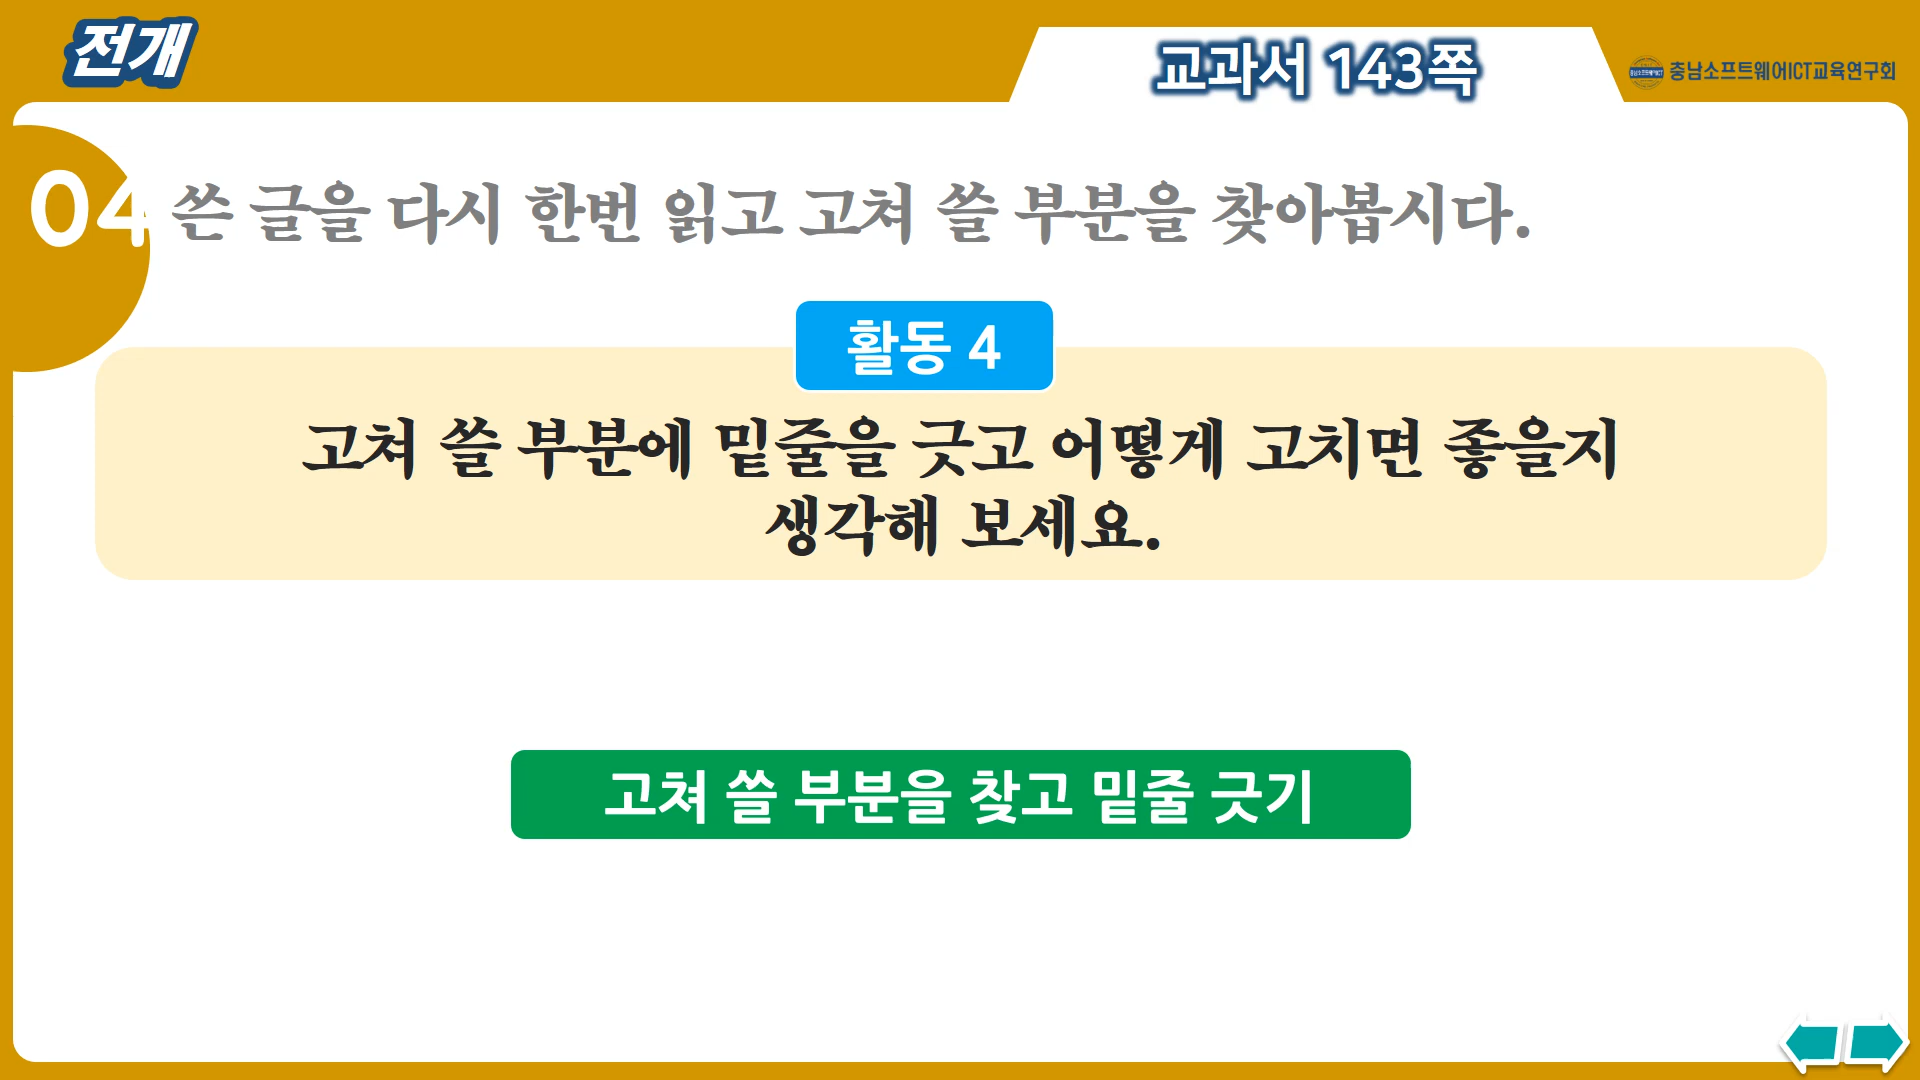 전개
교과서 143쪽
충남소프트웨어ICT교육연구회
04 쓴 글을 다시 한번 읽고 고쳐 쓸 부분을 찾아봅시다.
활동 4
고쳐 쓸 부분에 밑줄을 긋고 어떻게 고치면 좋을지
생각해 보세요.
고쳐 쓸 부분을 찾고 밑줄 긋기